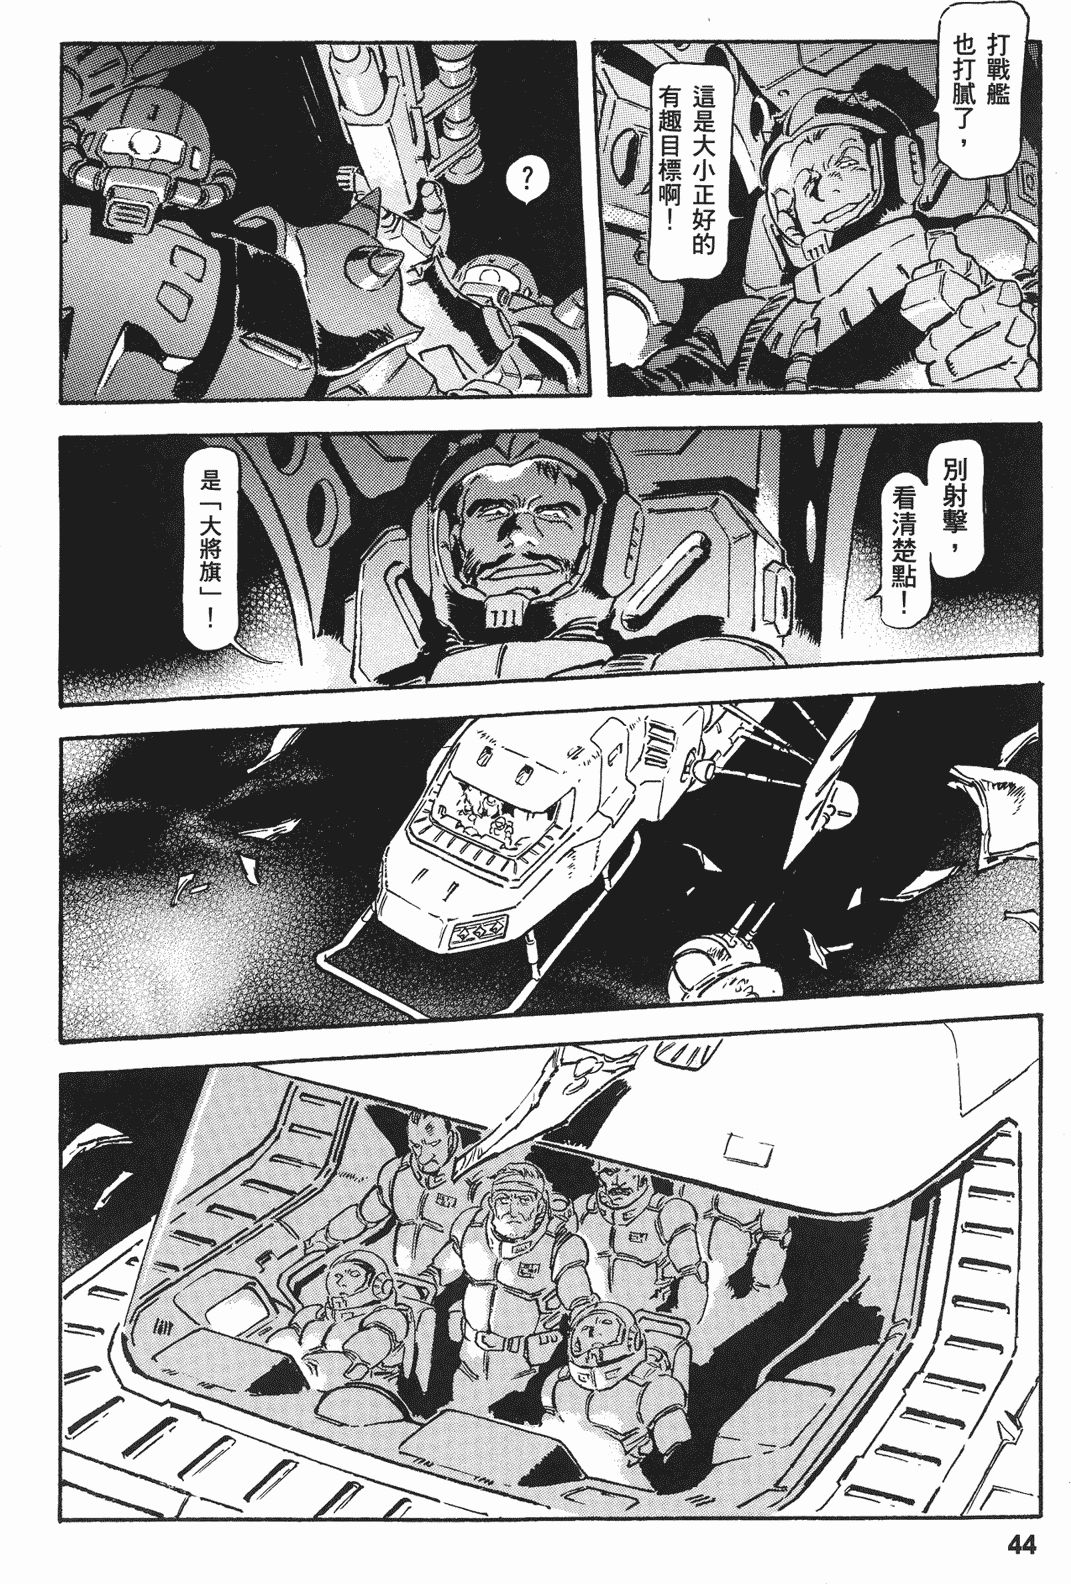 打戰艦
也打膩了，
這是大小正好的
有趣目標啊！
？
別射擊，
看清楚點！
是「大將旗」！
44